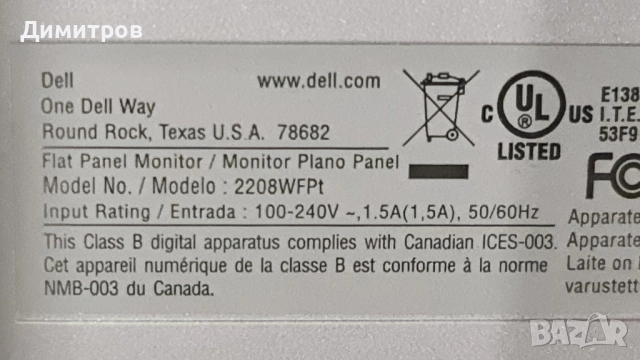 Димитров
Dell www.dell.com
One Dell Way
Round Rock, Texas U.S.A. 78682
Flat Panel Monitor / Monitor Plano Panel
Model No. / Modelo : 2208WFPt
Input Rating / Entrada : 100-240V ~,1.5A(1,5A), 50/60Hz
This Class B digital apparatus complies with Canadian ICES-003.
Cet appareil numérique de la classe B est conforme à la norme
NMB-003 du Canada.
C UL US
LISTED
E138
I.T.E.
53F9
FC
Apparate
Apparate
Laite on
varustett
BAZAR